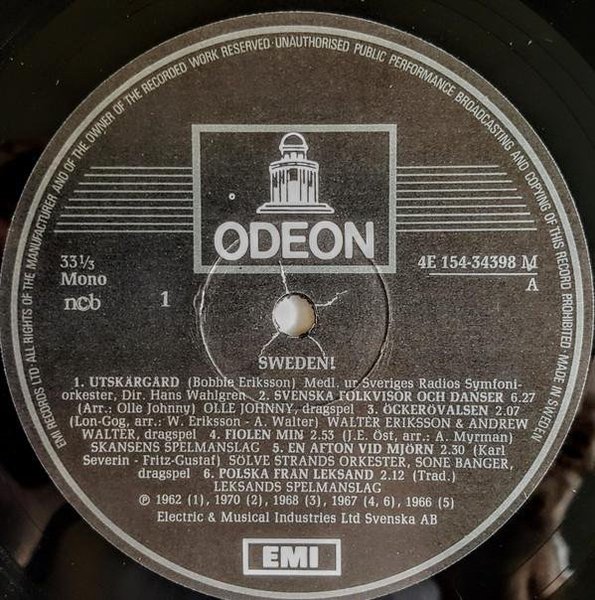 EMI RECORDS LTD · ALL RIGHTS OF THE MANUFACTURER AND OF THE OWNER OF THE RECORDED WORK RESERVED · UNAUTHORISED PUBLIC PERFORMANCE BROADCASTING AND COPYING OF THIS RECORD PROHIBITED. MADE IN SWEDEN
ODEON
33 1/3
Mono
ncb
1
4E 154-34398 M
A
SWEDEN!
1. UTSKÄRGÅRD (Bobbie Eriksson) Medl. ur Sveriges Radios Symfoni-
orkester, Dir. Hans Wahlgren 2. SVENSKA FOLKVISOR OCH DANSER 6.27
(Arr.: Olle Johnny) OLLE JOHNNY, dragspel 3. ÖCKERÖVALSEN 2.07
(Lon-Gog, arr.: W. Eriksson - A. Walter) WALTER ERIKSSON & ANDREW
WALTER, dragspel 4. FIOLEN MIN 2.53 (J.E. Öst, arr.: A. Myrman)
SKANSENS SPELMANSLAG 5. EN AFTON VID MJÖRN 2.30 (Karl
Severin - Fritz-Gustaf) SÖLVE STRANDS ORKESTER, SONE BANGER,
dragspel 6. POLSKA FRÅN LEKSAND 2.12 (Trad.)
LEKSANDS SPELMANSLAG
℗ 1962 (1), 1970 (2), 1968 (3), 1967 (4, 6), 1966 (5)
Electric & Musical Industries Ltd Svenska AB
EMI